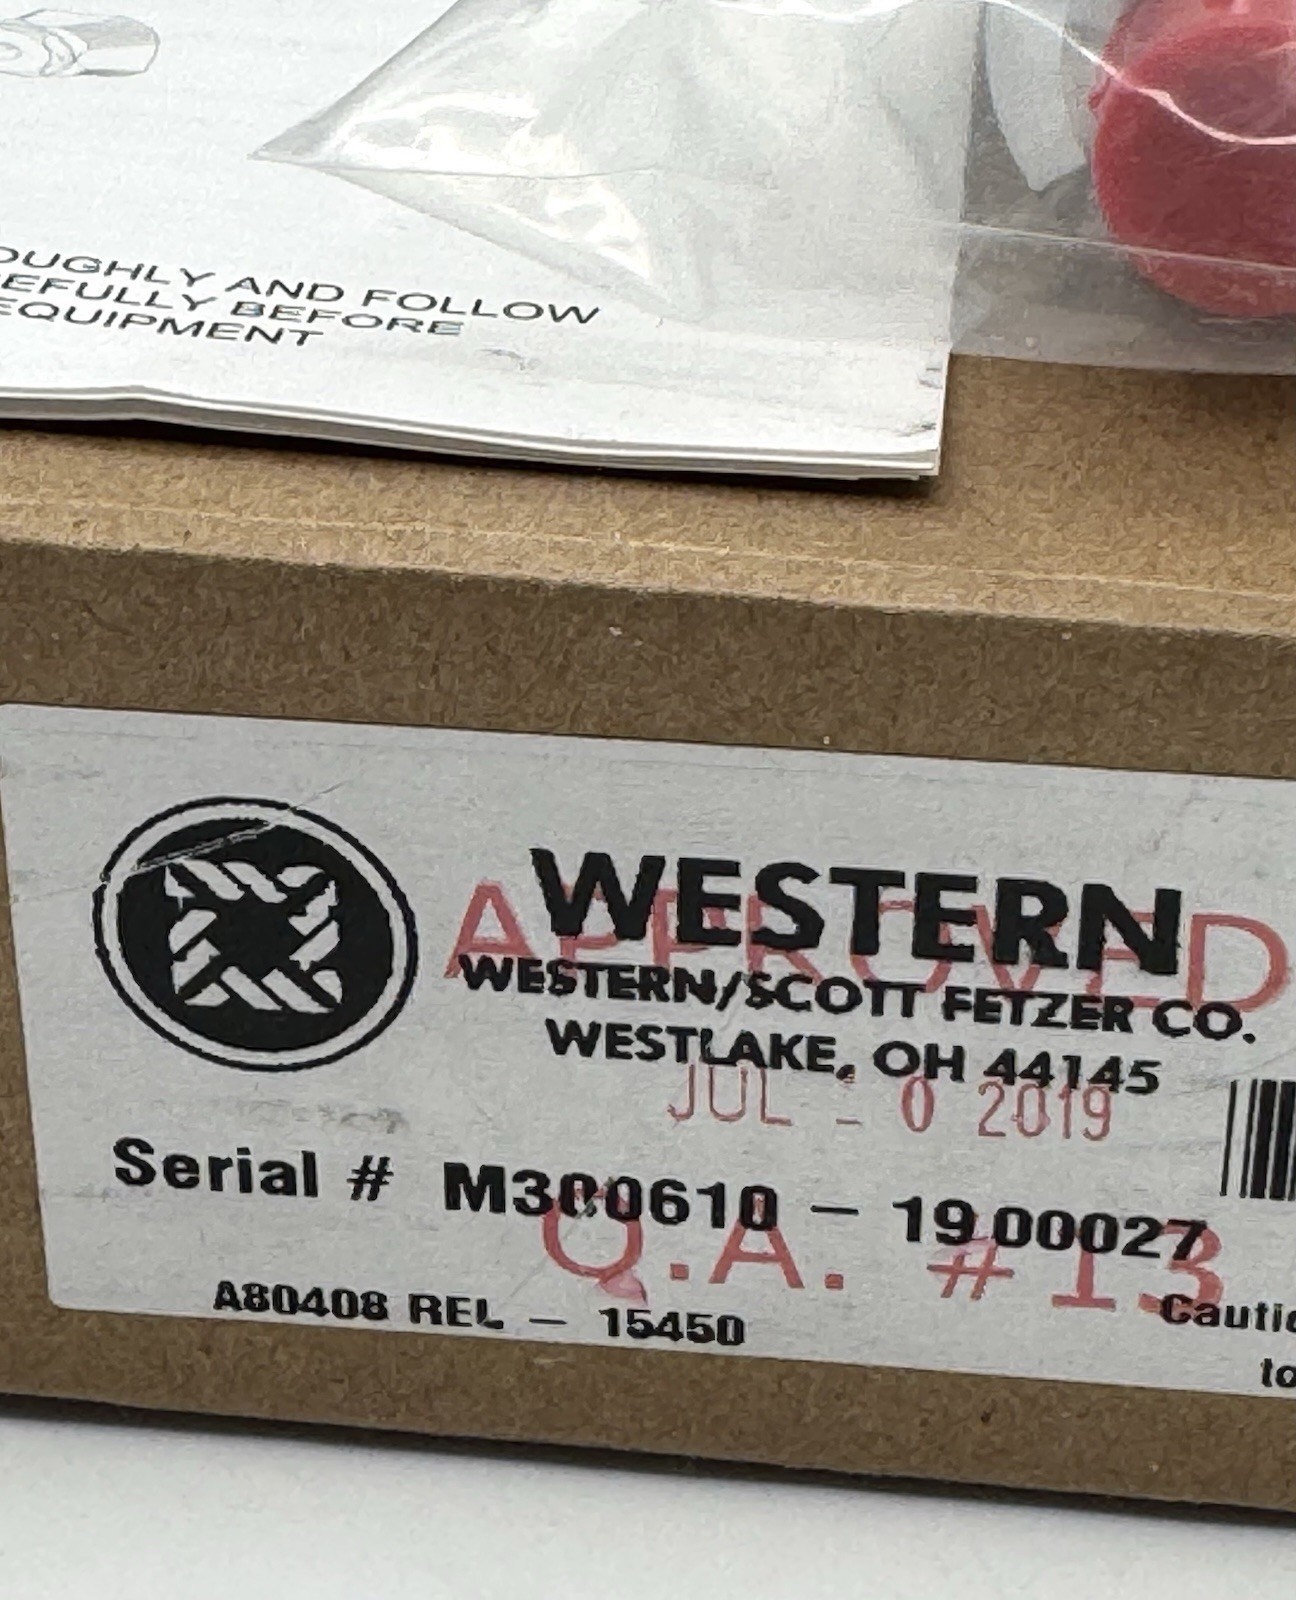 OUGHLY AND FOLLOW
EFULLY BEFORE
EQUIPMENT
WESTERN
APPROVED
WESTERN/SCOTT FETZER CO.
WESTLAKE, OH 44145
JUL - 0 2019
Serial # M300610 - 1900027
Q.A. #13
A80408 REL - 15450
Cautio
to